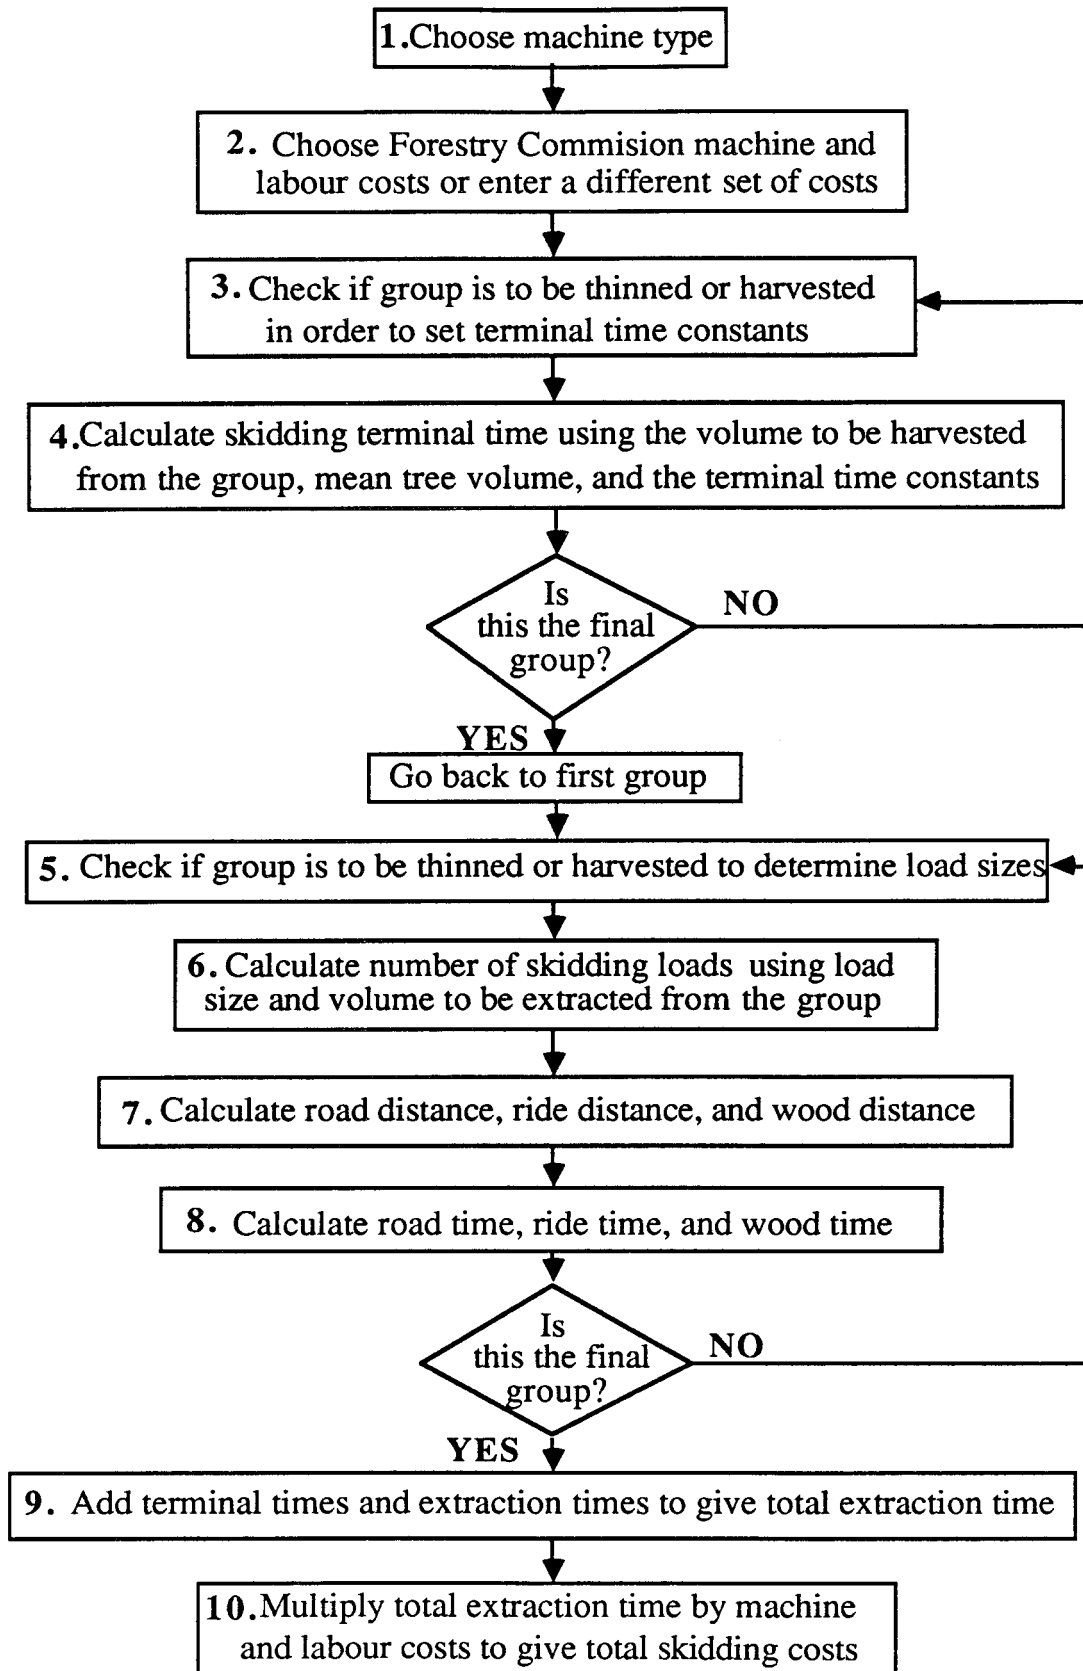 1.Choose machine type
2. Choose Forestry Commision machine and
labour costs or enter a different set of costs
3. Check if group is to be thinned or harvested
in order to set terminal time constants
4.Calculate skidding terminal time using the volume to be harvested
from the group, mean tree volume, and the terminal time constants
Is
this the final
group?
NO
YES
Go back to first group
5. Check if group is to be thinned or harvested to determine load sizes
6. Calculate number of skidding loads using load
size and volume to be extracted from the group
7. Calculate road distance, ride distance, and wood distance
8. Calculate road time, ride time, and wood time
Is
this the final
group?
NO
YES
9. Add terminal times and extraction times to give total extraction time
10.Multiply total extraction time by machine
and labour costs to give total skidding costs